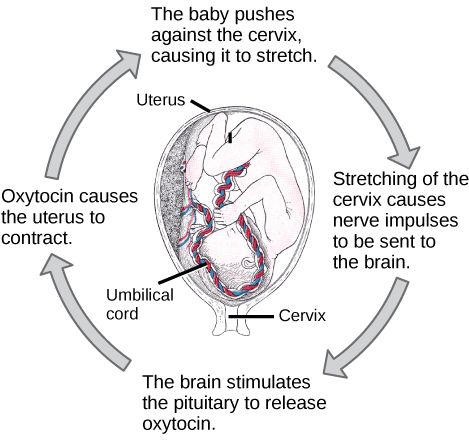 The baby pushes
against the cervix,
causing it to stretch.
Uterus
Stretching of the
cervix causes
nerve impulses
to be sent to
the brain.
Oxytocin causes
the uterus to
contract.
Umbilical
cord
Cervix
The brain stimulates
the pituitary to release
oxytocin.